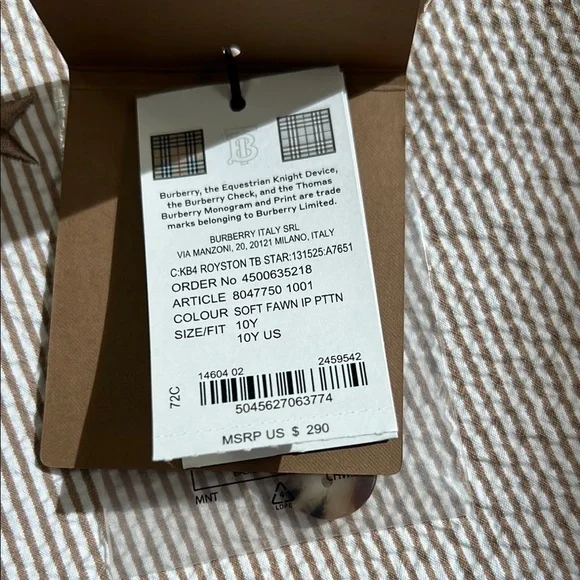 Burberry, the Equestrian Knight Device,
the Burberry Check, and the Thomas
Burberry Monogram and Print are trade
marks belonging to Burberry Limited.
BURBERRY ITALY SRL
VIA MANZONI, 20, 20121 MILANO, ITALY
C:KB4 ROYSTON TB STAR:131525:A7651
ORDER No 4500635218
ARTICLE 8047750 1001
COLOUR SOFT FAWN IP PTTN
SIZE/FIT 10Y
10Y US
72C
14604 02 2459542
5045627063774
MSRP US $ 290
MNT
LDPE